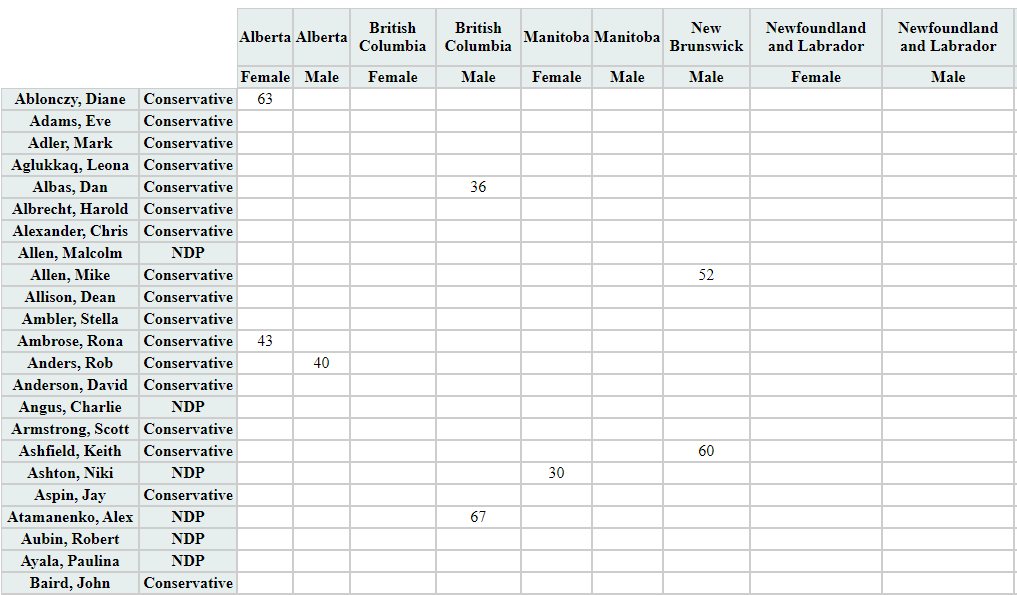 Alberta Alberta British Columbia British Columbia Manitoba Manitoba New Brunswick Newfoundland and Labrador Newfoundland and Labrador
Female Male Female Male Female Male Male Female Male
Ablonczy, Diane Conservative 63
Adams, Eve Conservative
Adler, Mark Conservative
Aglukkaq, Leona Conservative
Albas, Dan Conservative 36
Albrecht, Harold Conservative
Alexander, Chris Conservative
Allen, Malcolm NDP
Allen, Mike Conservative 52
Allison, Dean Conservative
Ambler, Stella Conservative
Ambrose, Rona Conservative 43
Anders, Rob Conservative 40
Anderson, David Conservative
Angus, Charlie NDP
Armstrong, Scott Conservative
Ashfield, Keith Conservative 60
Ashton, Niki NDP 30
Aspin, Jay Conservative
Atamanenko, Alex NDP 67
Aubin, Robert NDP
Ayala, Paulina NDP
Baird, John Conservative